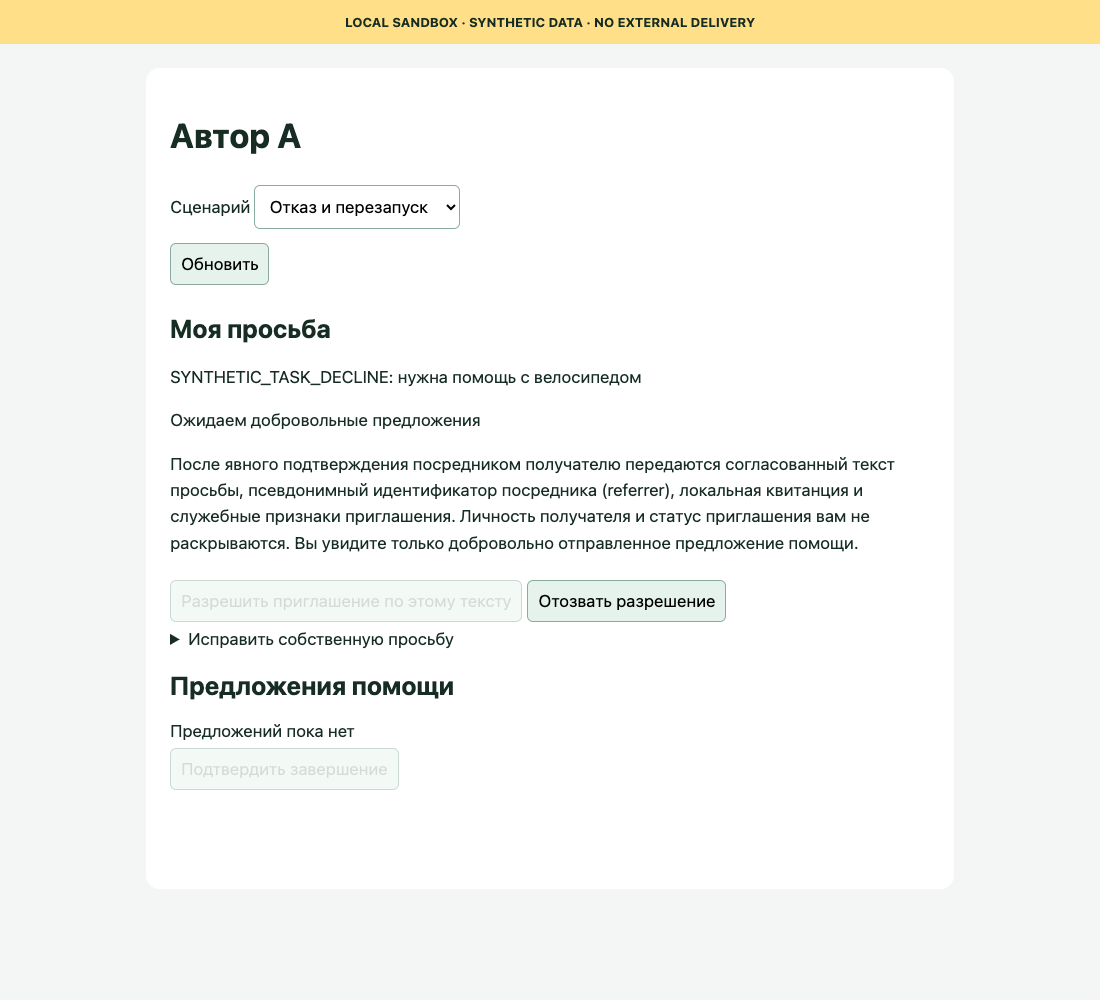 LOCAL SANDBOX · SYNTHETIC DATA · NO EXTERNAL DELIVERY
Автор А
Сценарий Отказ и перезапуск
Обновить
Моя просьба
SYNTHETIC_TASK_DECLINE: нужна помощь с велосипедом
Ожидаем добровольные предложения
После явного подтверждения посредником получателю передаются согласованный текст
просьбы, псевдонимный идентификатор посредника (referrer), локальная квитанция и
служебные признаки приглашения. Личность получателя и статус приглашения вам не
раскрываются. Вы увидите только добровольно отправленное предложение помощи.
Разрешить приглашение по этому тексту Отозвать разрешение
Исправить собственную просьбу
Предложения помощи
Предложений пока нет
Подтвердить завершение